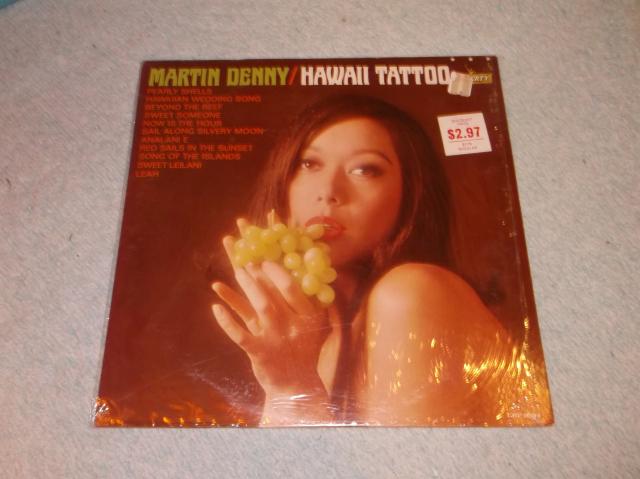 MARTIN DENNY/HAWAII TATTOO
PEARLY SHELLS
HAWAIIAN WEDDING SONG
BEYOND THE REEF
SWEET SOMEONE
NOW IS THE HOUR
SAIL ALONG SILVERY MOON
ANALANI E
RED SAILS IN THE SUNSET
SONG OF THE ISLANDS
SWEET LEILANI
LEAH
$2.97